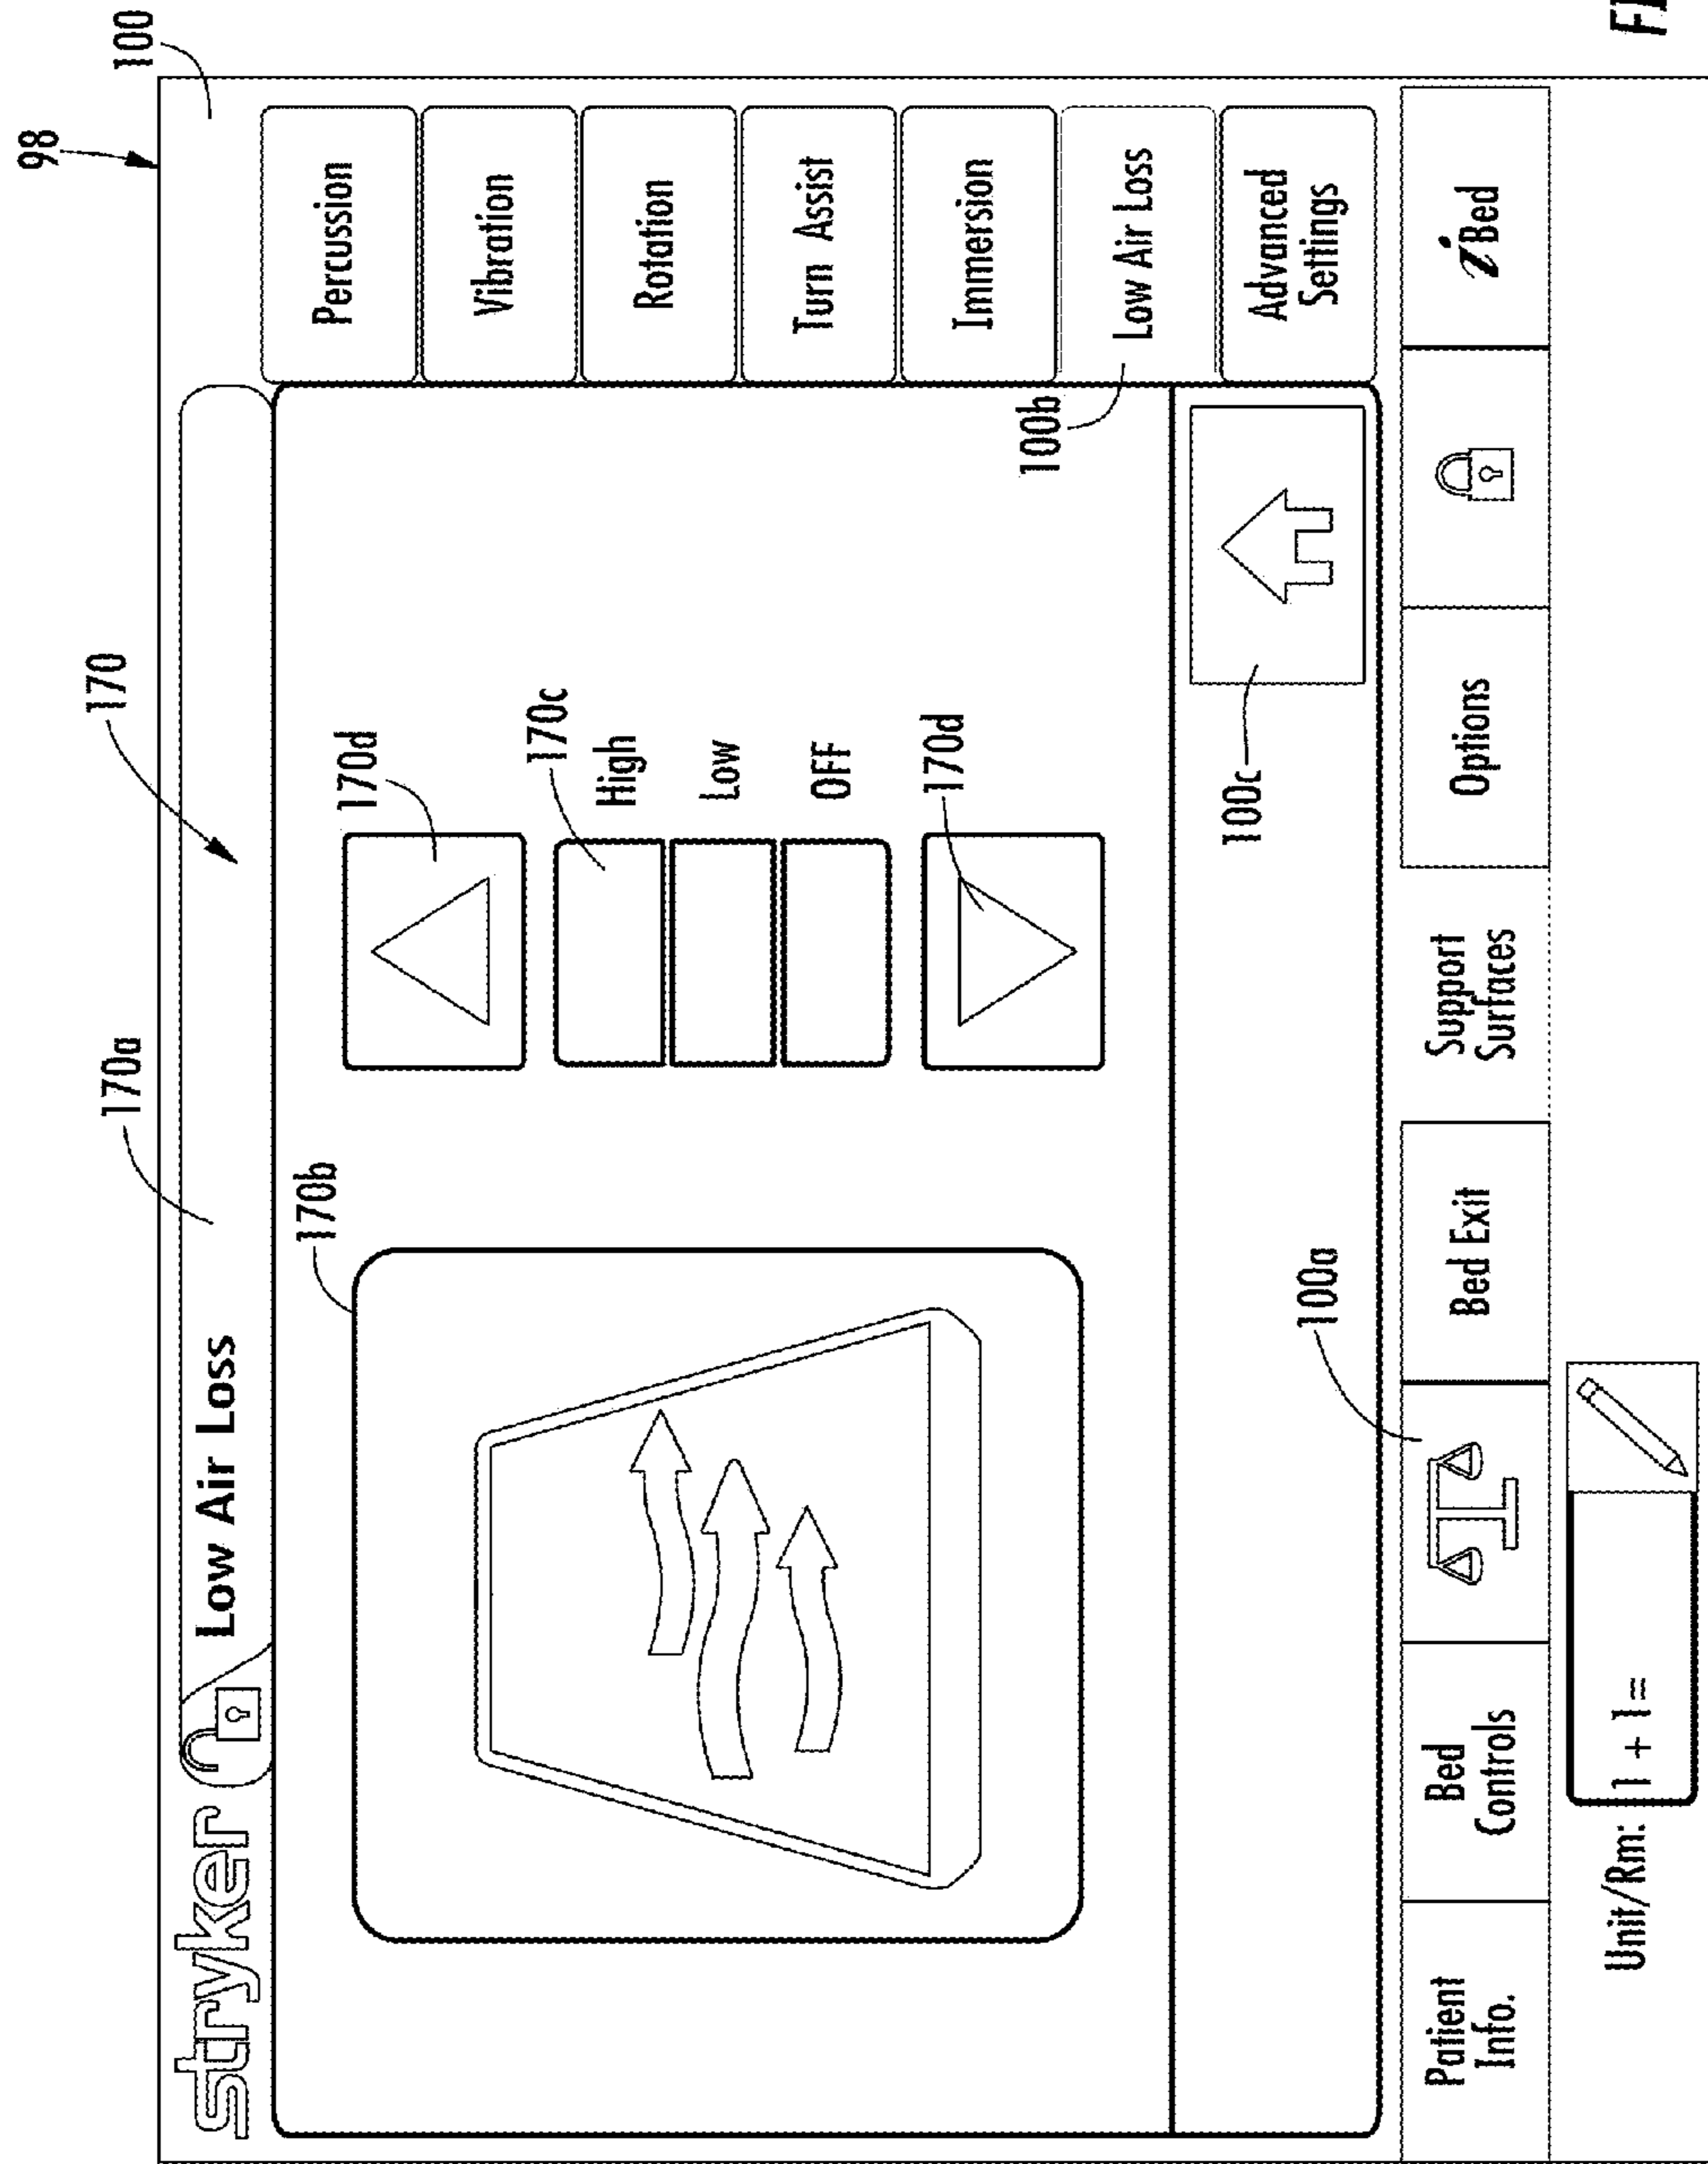 98
100
170
170a
stryker
Low Air Loss
170b
170d
170c
High
Low
OFF
170d
Percussion
Vibration
Rotation
Turn Assist
Immersion
100b
Low Air Loss
Advanced
Settings
100c
100a
Patient
Info.
Bed
Controls
Bed Exit
Support
Surfaces
Options
iBed
Unit/Rm: 1 + 1 =